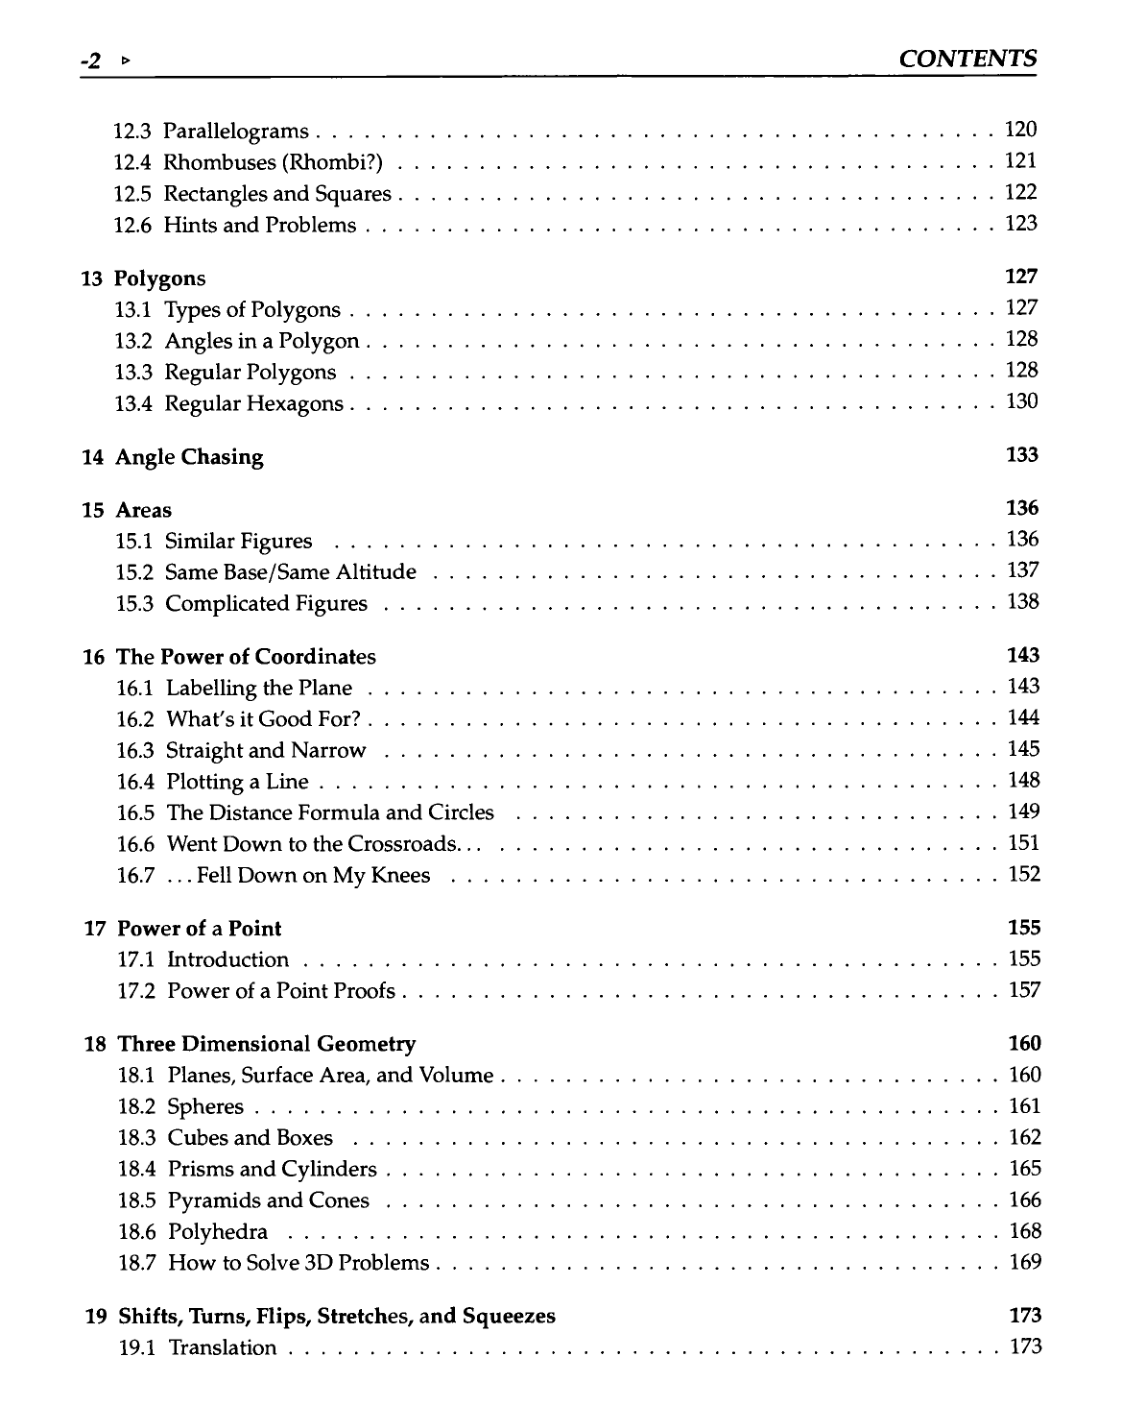 -2 ▹ CONTENTS
12.3 Parallelograms . . . . . . . . . . . . . . . . . . . . . . . . . . . . . . . . . . . . . . . . . . 120
12.4 Rhombuses (Rhombi?) . . . . . . . . . . . . . . . . . . . . . . . . . . . . . . . . . . . . . 121
12.5 Rectangles and Squares . . . . . . . . . . . . . . . . . . . . . . . . . . . . . . . . . . . . . 122
12.6 Hints and Problems . . . . . . . . . . . . . . . . . . . . . . . . . . . . . . . . . . . . . . . 123
13 Polygons 127
13.1 Types of Polygons . . . . . . . . . . . . . . . . . . . . . . . . . . . . . . . . . . . . . . . . 127
13.2 Angles in a Polygon . . . . . . . . . . . . . . . . . . . . . . . . . . . . . . . . . . . . . . . 128
13.3 Regular Polygons . . . . . . . . . . . . . . . . . . . . . . . . . . . . . . . . . . . . . . . . 128
13.4 Regular Hexagons . . . . . . . . . . . . . . . . . . . . . . . . . . . . . . . . . . . . . . . . 130
14 Angle Chasing 133
15 Areas 136
15.1 Similar Figures . . . . . . . . . . . . . . . . . . . . . . . . . . . . . . . . . . . . . . . . . 136
15.2 Same Base/Same Altitude . . . . . . . . . . . . . . . . . . . . . . . . . . . . . . . . . . . 137
15.3 Complicated Figures . . . . . . . . . . . . . . . . . . . . . . . . . . . . . . . . . . . . . . 138
16 The Power of Coordinates 143
16.1 Labelling the Plane . . . . . . . . . . . . . . . . . . . . . . . . . . . . . . . . . . . . . . . 143
16.2 What's it Good For? . . . . . . . . . . . . . . . . . . . . . . . . . . . . . . . . . . . . . . . 144
16.3 Straight and Narrow . . . . . . . . . . . . . . . . . . . . . . . . . . . . . . . . . . . . . . 145
16.4 Plotting a Line . . . . . . . . . . . . . . . . . . . . . . . . . . . . . . . . . . . . . . . . . . 148
16.5 The Distance Formula and Circles . . . . . . . . . . . . . . . . . . . . . . . . . . . . . . 149
16.6 Went Down to the Crossroads... . . . . . . . . . . . . . . . . . . . . . . . . . . . . . . . 151
16.7 ...Fell Down on My Knees . . . . . . . . . . . . . . . . . . . . . . . . . . . . . . . . . . 152
17 Power of a Point 155
17.1 Introduction . . . . . . . . . . . . . . . . . . . . . . . . . . . . . . . . . . . . . . . . . . . 155
17.2 Power of a Point Proofs . . . . . . . . . . . . . . . . . . . . . . . . . . . . . . . . . . . . . 157
18 Three Dimensional Geometry 160
18.1 Planes, Surface Area, and Volume . . . . . . . . . . . . . . . . . . . . . . . . . . . . . . . 160
18.2 Spheres . . . . . . . . . . . . . . . . . . . . . . . . . . . . . . . . . . . . . . . . . . . . . . 161
18.3 Cubes and Boxes . . . . . . . . . . . . . . . . . . . . . . . . . . . . . . . . . . . . . . . . 162
18.4 Prisms and Cylinders . . . . . . . . . . . . . . . . . . . . . . . . . . . . . . . . . . . . . . 165
18.5 Pyramids and Cones . . . . . . . . . . . . . . . . . . . . . . . . . . . . . . . . . . . . . . 166
18.6 Polyhedra . . . . . . . . . . . . . . . . . . . . . . . . . . . . . . . . . . . . . . . . . . . . 168
18.7 How to Solve 3D Problems . . . . . . . . . . . . . . . . . . . . . . . . . . . . . . . . . . . 169
19 Shifts, Turns, Flips, Stretches, and Squeezes 173
19.1 Translation . . . . . . . . . . . . . . . . . . . . . . . . . . . . . . . . . . . . . . . . . . . . 173